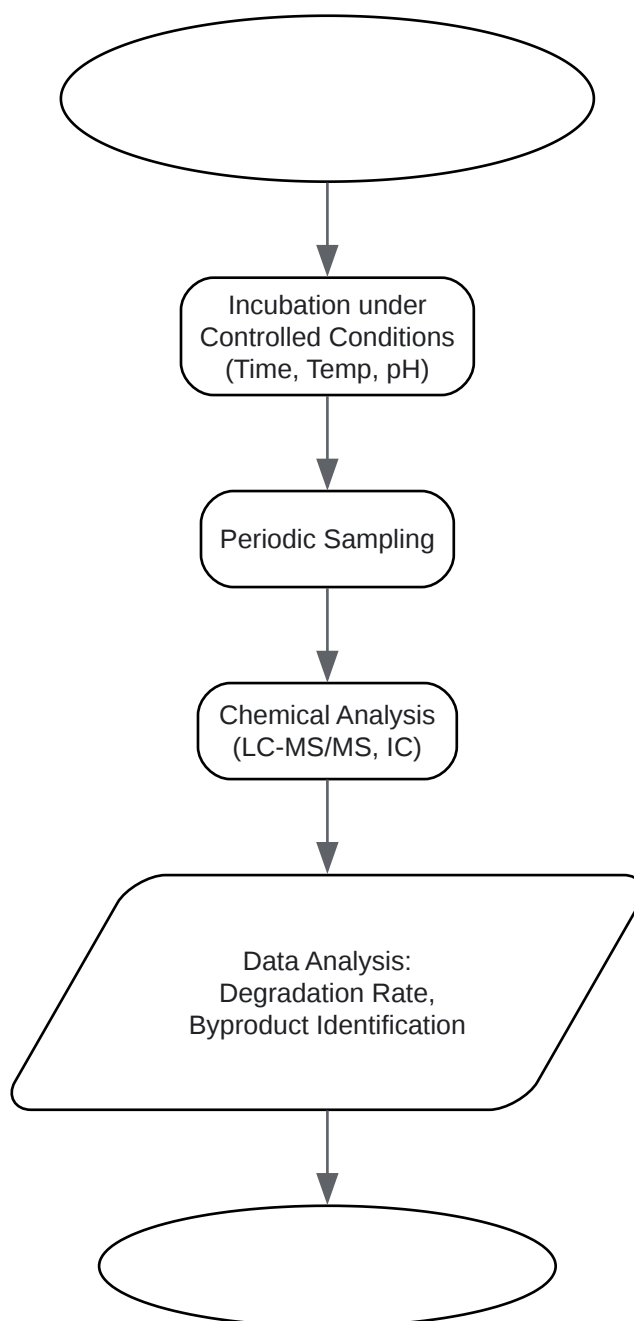 Incubation under
Controlled Conditions
(Time, Temp, pH)
Periodic Sampling
Chemical Analysis
(LC-MS/MS, IC)
Data Analysis:
Degradation Rate,
Byproduct Identification